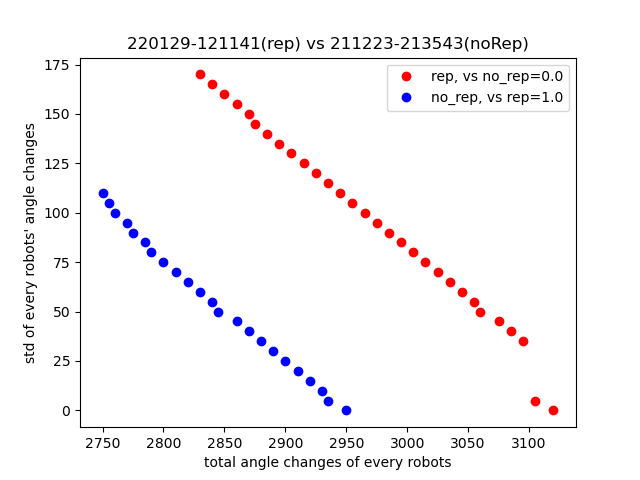 220129-121141(rep) vs 211223-213543(noRep)
rep, vs no_rep=0.0
no_rep, vs rep=1.0
std of every robots' angle changes
175
150
125
100
75
50
25
0
2750 2800 2850 2900 2950 3000 3050 3100
total angle changes of every robots